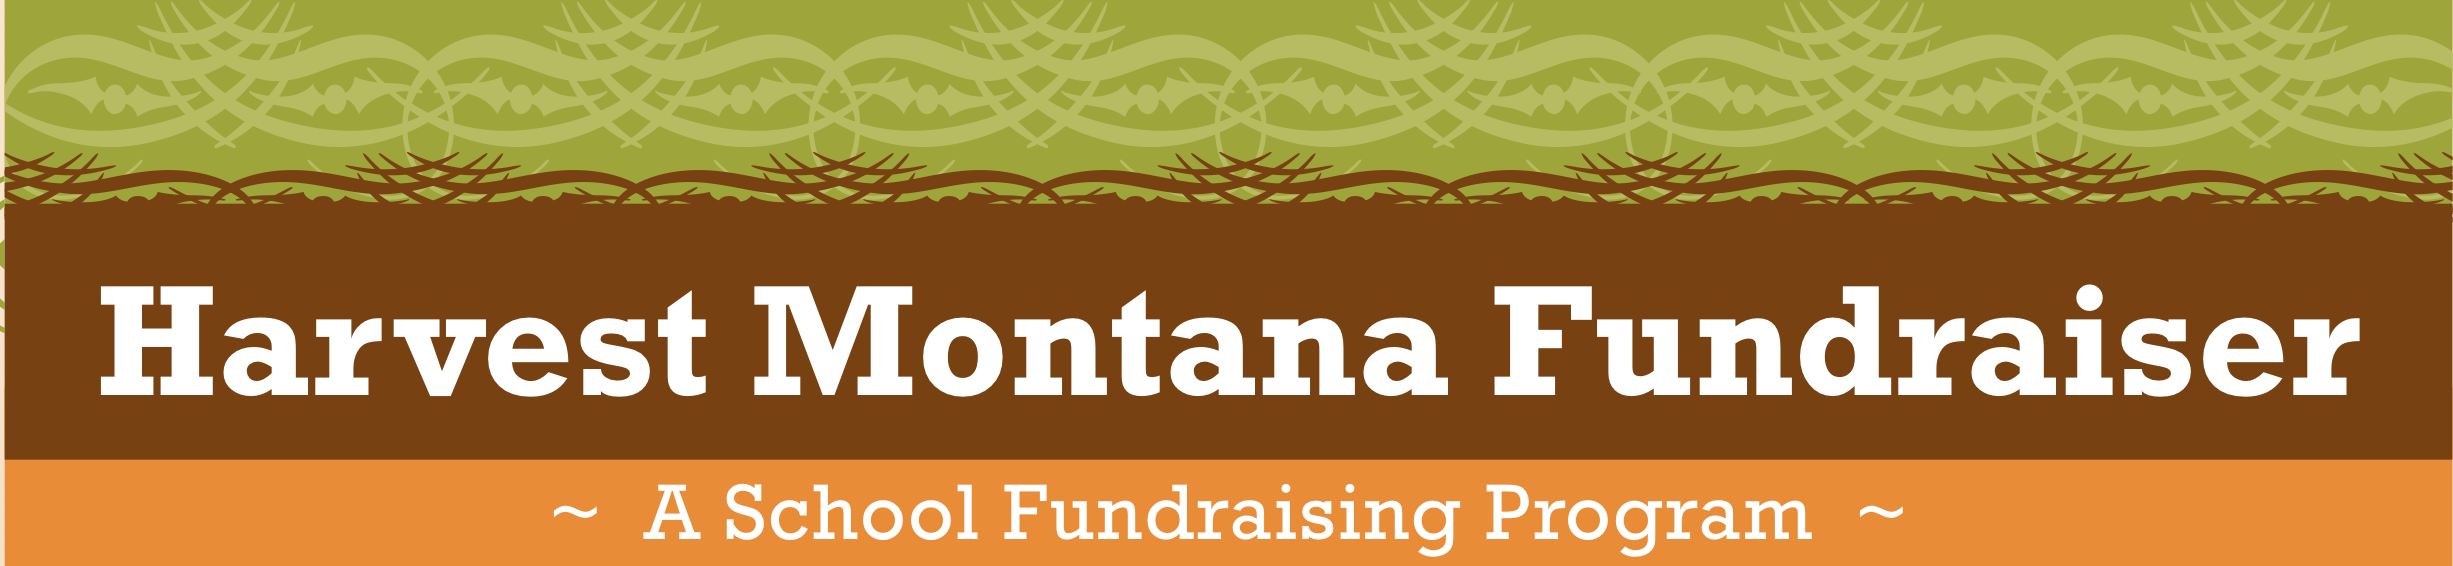 Harvest Montana Fundraiser
~ A School Fundraising Program ~